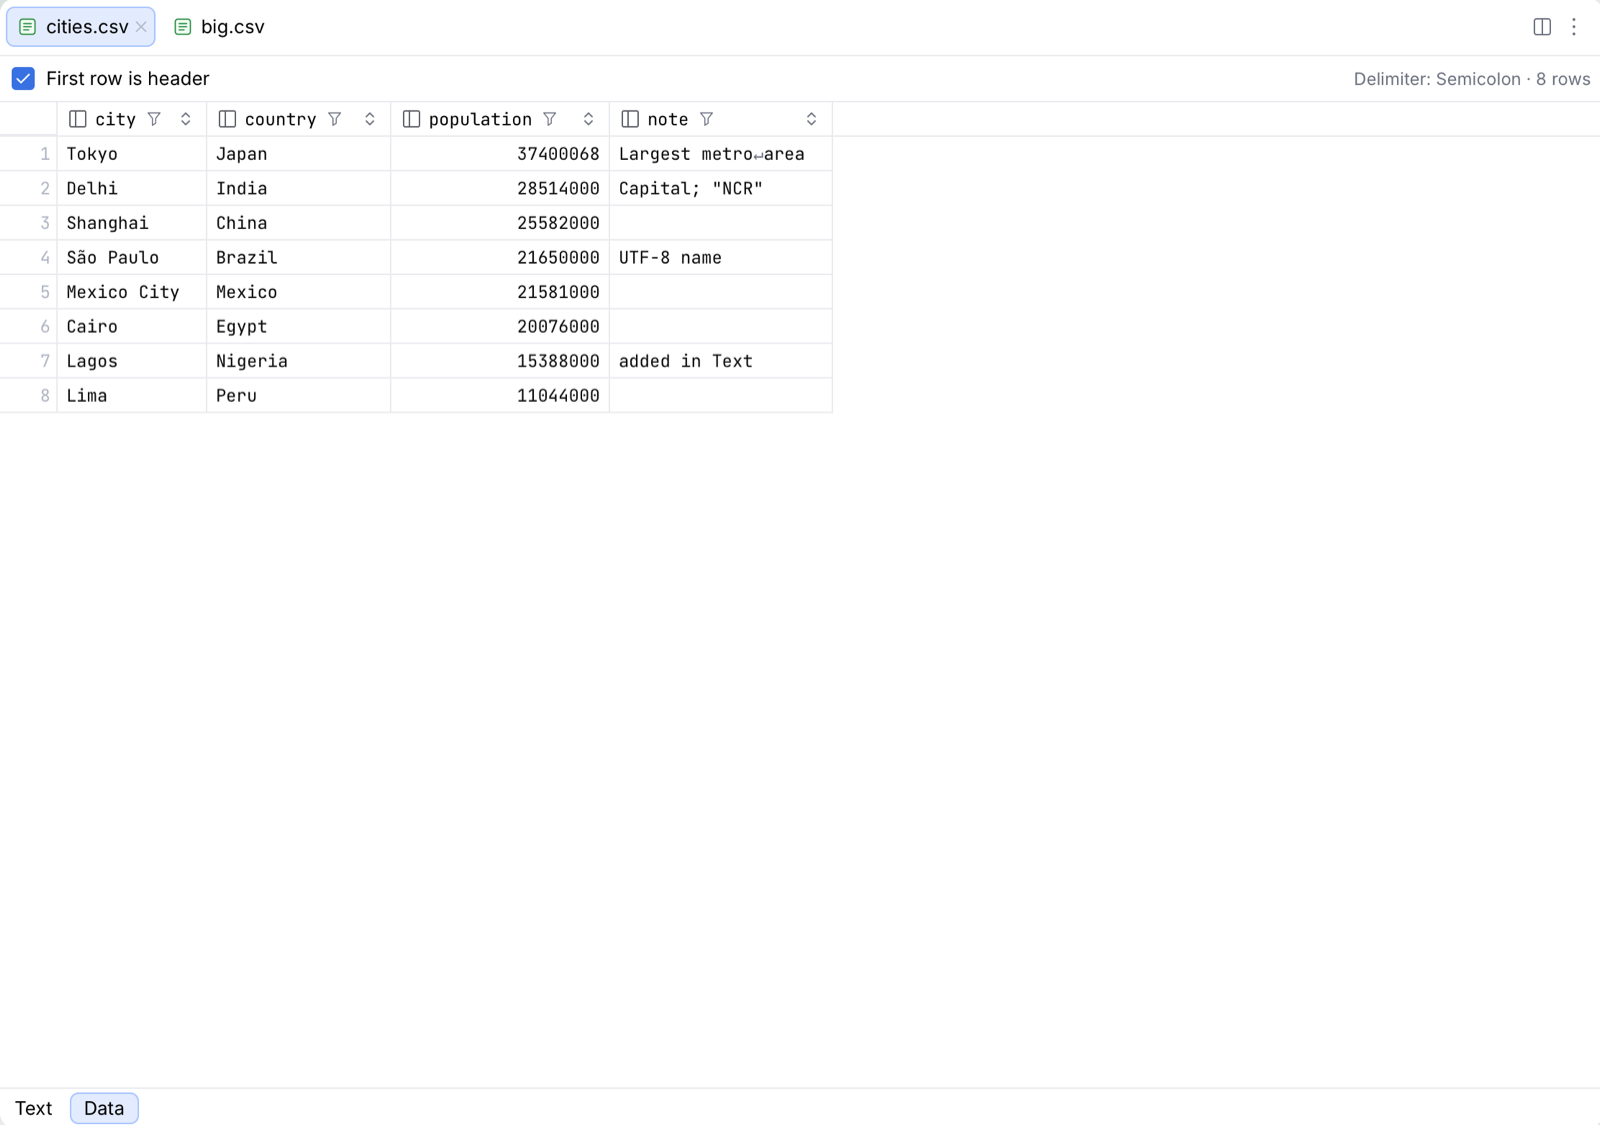 cities.csv big.csv
First row is header Delimiter: Semicolon · 8 rows
city country population note
1 Tokyo Japan 37400068 Largest metro↵area
2 Delhi India 28514000 Capital; "NCR"
3 Shanghai China 25582000
4 São Paulo Brazil 21650000 UTF-8 name
5 Mexico City Mexico 21581000
6 Cairo Egypt 20076000
7 Lagos Nigeria 15388000 added in Text
8 Lima Peru 11044000
Text Data